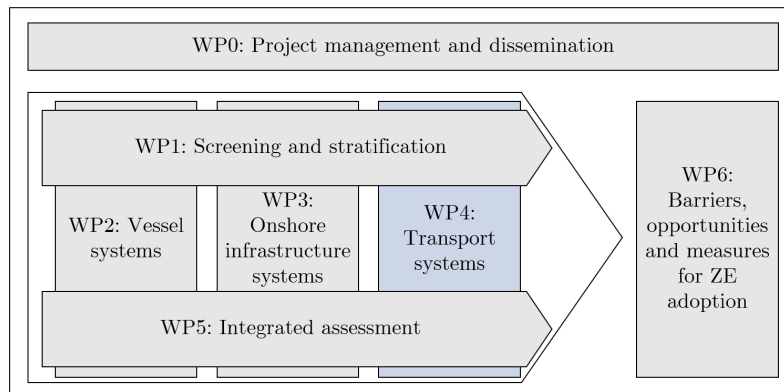 WP0: Project management and dissemination
WP1: Screening and stratification
WP2: Vessel
systems
WP3:
Onshore
infrastructure
systems
WP4:
Transport
systems
WP5: Integrated assessment
WP6:
Barriers,
opportunities
and measures
for ZE
adoption